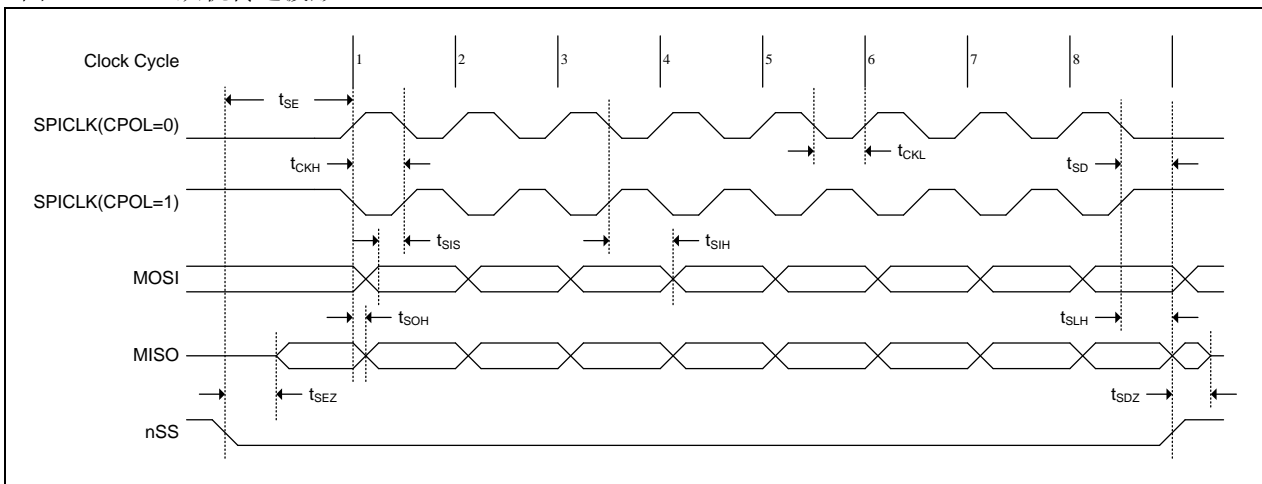 Clock Cycle
1 2 3 4 5 6 7 8
tSE
SPICLK(CPOL=0)
tCKH
tCKL
tSD
SPICLK(CPOL=1)
tSIS
tSIH
MOSI
tSOH
tSLH
MISO
tSEZ
tSDZ
nSS